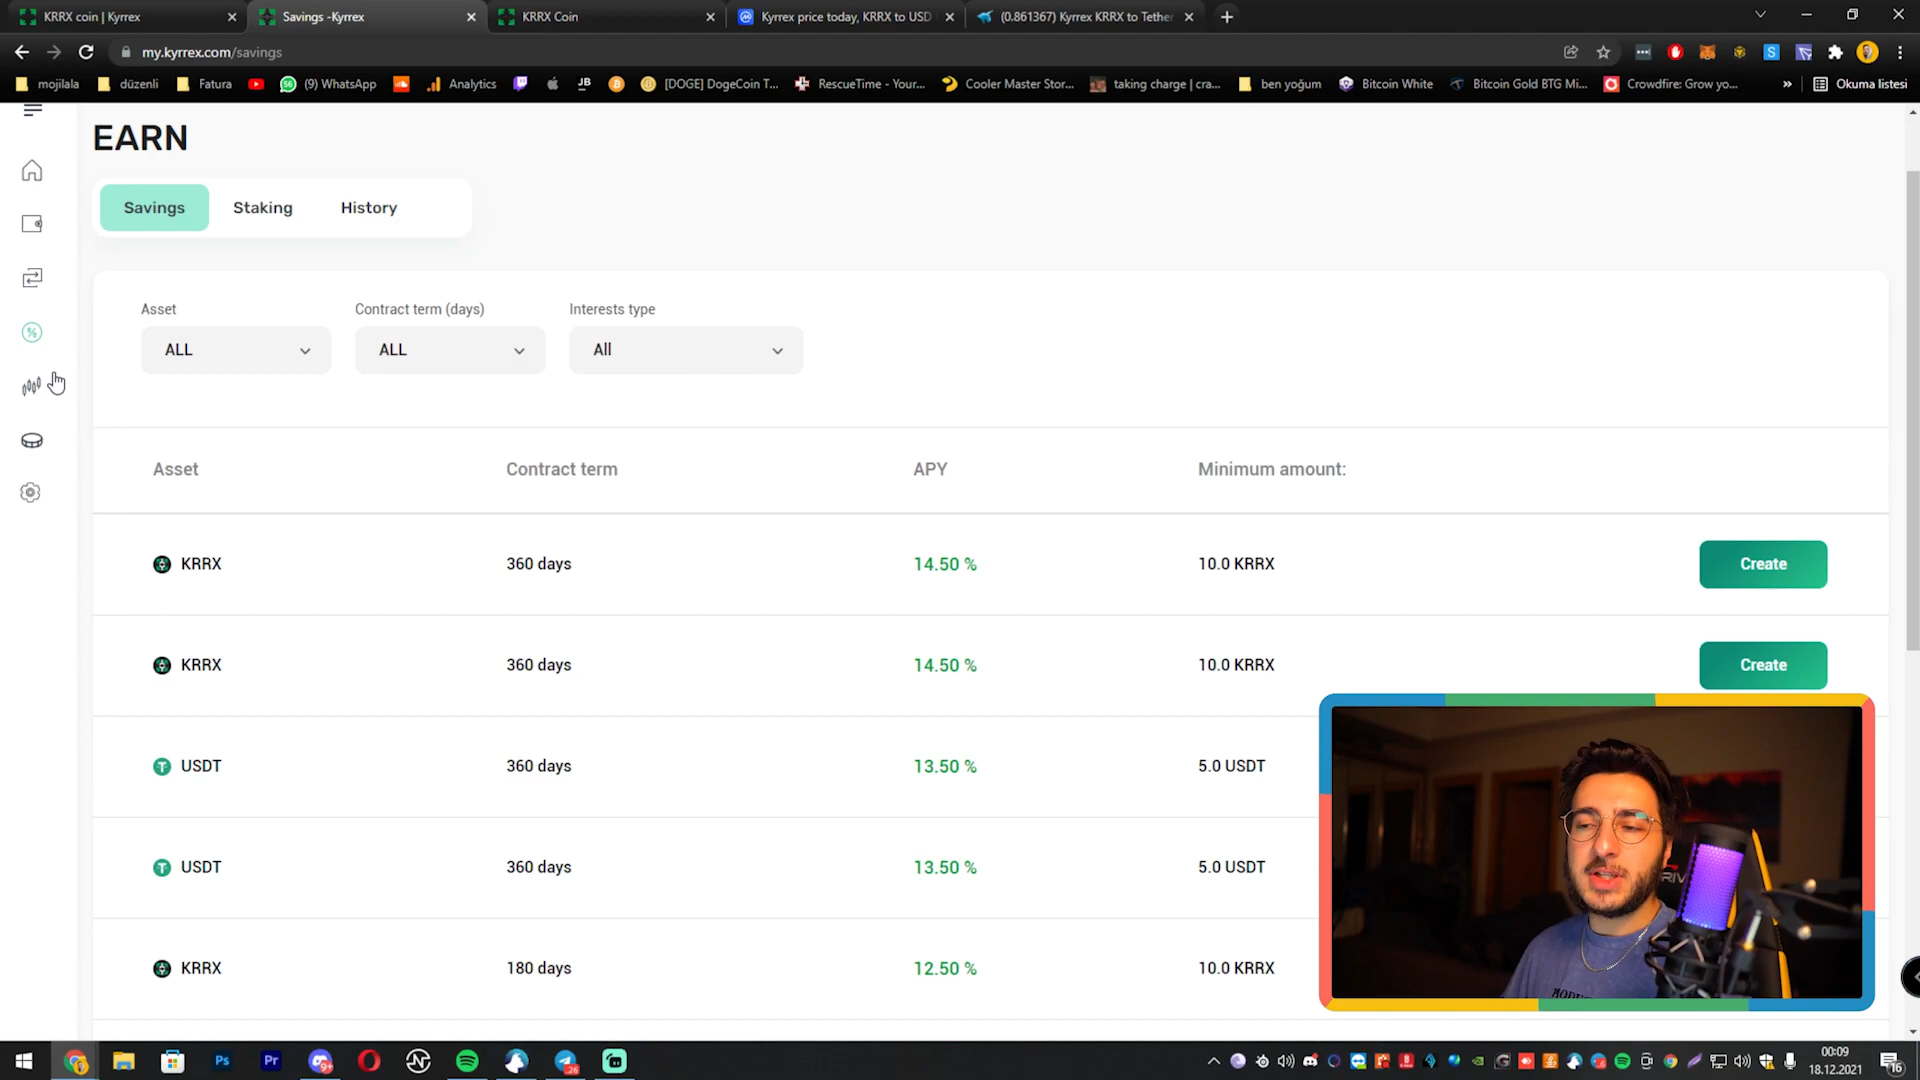 KRRX coin | Kyrrex
Savings -Kyrrex
KRRX Coin
Kyrrex price today, KRRX to USD
(0.861367) Kyrrex KRRX to Tether
my.kyrrex.com/savings
mojilala
düzenli
Fatura
(9) WhatsApp
Analytics
JB
[DOGE] DogeCoin T...
RescueTime - Your...
Cooler Master Stor...
taking charge | cra...
ben yoğum
Bitcoin White
Bitcoin Gold BTG Mi...
Crowdfire: Grow yo...
»
Okuma listesi
EARN
Savings
Staking
History
Asset
Contract term (days)
Interests type
ALL
ALL
All
Asset
Contract term
APY
Minimum amount:
KRRX
360 days
14.50 %
10.0 KRRX
Create
KRRX
360 days
14.50 %
10.0 KRRX
Create
USDT
360 days
13.50 %
5.0 USDT
USDT
360 days
13.50 %
5.0 USDT
KRRX
180 days
12.50 %
10.0 KRRX
Ps
Pr
9+
26
00:09
18.12.2021
16